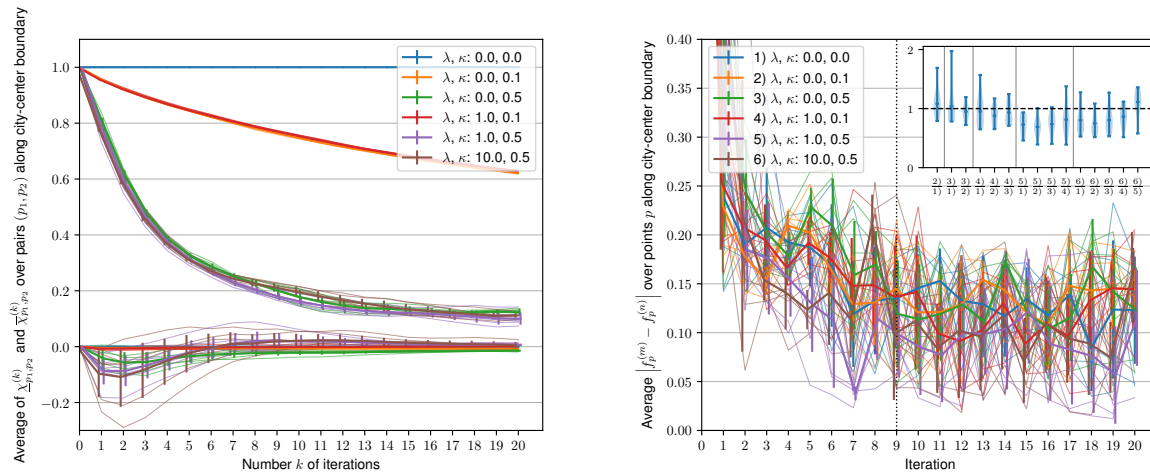 Average of χ̲^{(k)}_{p_1,p_2} and χ̅^{(k)}_{p_1,p_2} over pairs (p_1, p_2) along city-center boundary
1.0
0.8
0.6
0.4
0.2
0.0
−0.2
0 1 2 3 4 5 6 7 8 9 10 11 12 13 14 15 16 17 18 19 20
Number k of iterations
λ, κ: 0.0, 0.0
λ, κ: 0.0, 0.1
λ, κ: 0.0, 0.5
λ, κ: 1.0, 0.1
λ, κ: 1.0, 0.5
λ, κ: 10.0, 0.5
Average |f_p^{(m)} − f_p^{(n)}| over points p along city-center boundary
0.40
0.35
0.30
0.25
0.20
0.15
0.10
0.05
0.00
0 1 2 3 4 5 6 7 8 9 10 11 12 13 14 15 16 17 18 19 20
Iteration
1) λ, κ: 0.0, 0.0
2) λ, κ: 0.0, 0.1
3) λ, κ: 0.0, 0.5
4) λ, κ: 1.0, 0.1
5) λ, κ: 1.0, 0.5
6) λ, κ: 10.0, 0.5
2
1
0
2) 3) 3) 4) 4) 4) 5) 5) 5) 5) 6) 6) 6) 6) 6)
1) 1) 2) 1) 2) 3) 1) 2) 3) 4) 1) 2) 3) 4) 5)